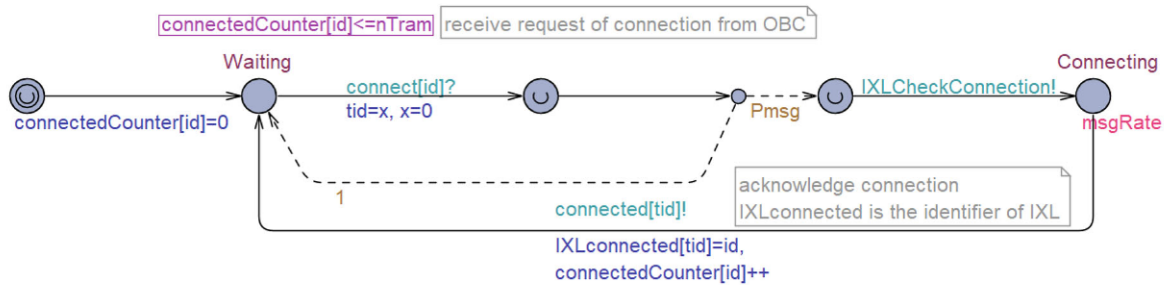 connectedCounter[id]<=nTram
receive request of connection from OBC
Waiting
Connecting
connect[id]?
IXLCheckConnection!
tid=x, x=0
Pmsg
connectedCounter[id]=0
msgRate
1
acknowledge connection
IXLconnected is the identifier of IXL
connected[tid]!
IXLconnected[tid]=id,
connectedCounter[id]++